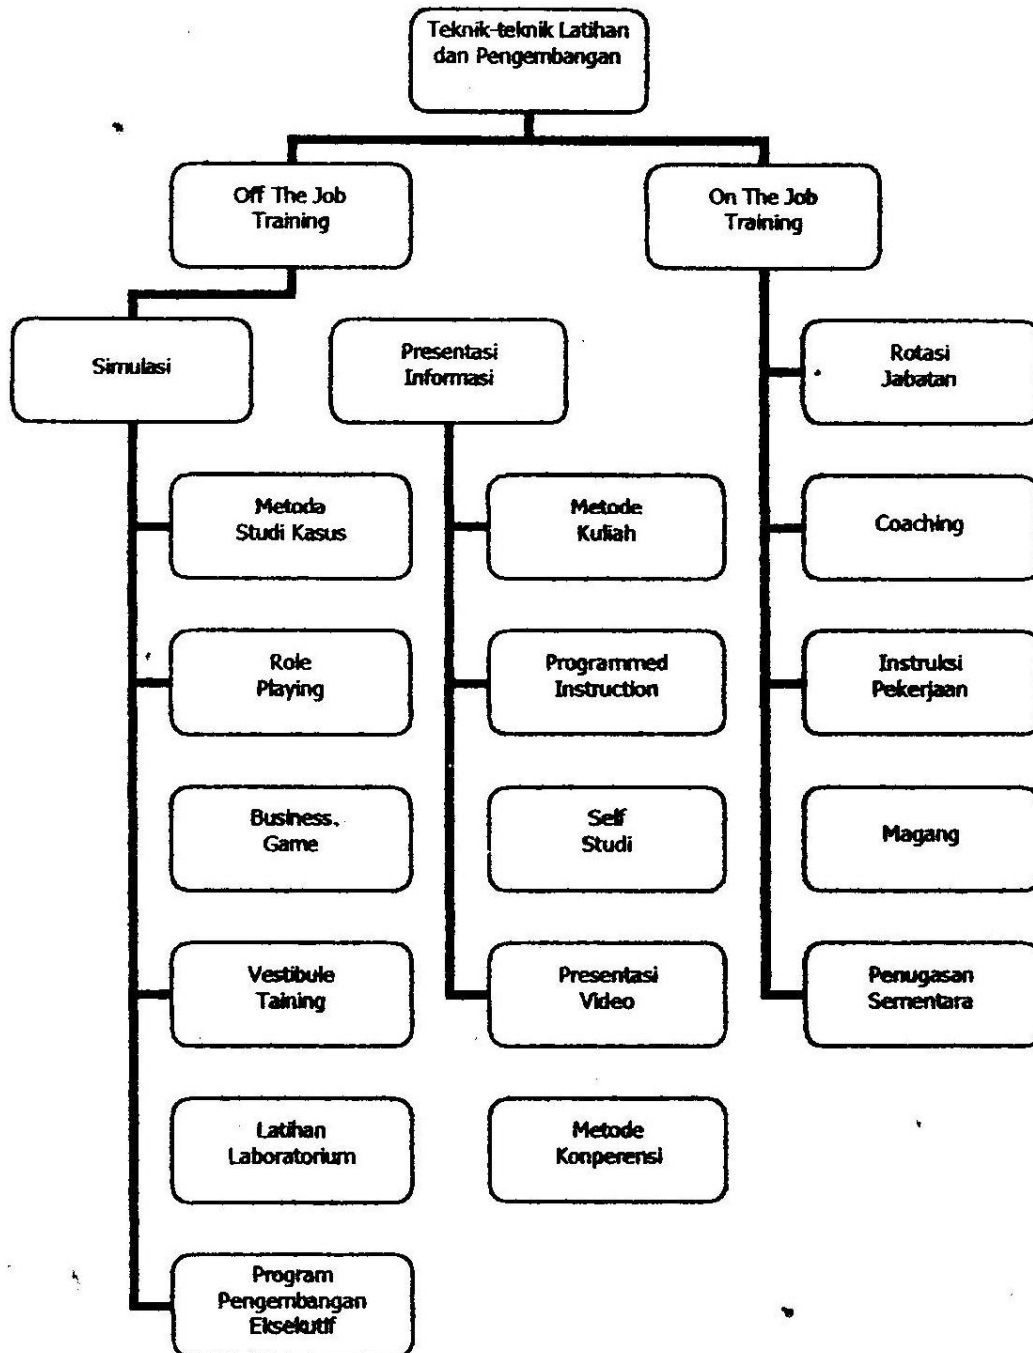 Teknik-teknik Latihan
dan Pengembangan
Off The Job
Training
On The Job
Training
Simulasi
Presentasi
Informasi
Rotasi
Jabatan
Metoda
Studi Kasus
Metode
Kuliah
Coaching
Role
Playing
Programmed
Instruction
Instruksi
Pekerjaan
Business
Game
Self
Studi
Magang
Vestibule
Taining
Presentasi
Video
Penugasan
Sementara
Latihan
Laboratorium
Metode
Konperensi
Program
Pengembangan
Eksekutif